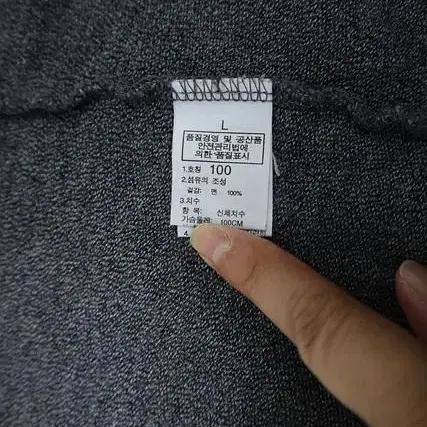 L
품질경영 및 공산품
안전관리법에
의한 품질표시
1.호칭 100
2.섬유의 조성
겉감: 면 100%
3.치수
항 목: 신체치수
가슴둘레: 100CM
4.